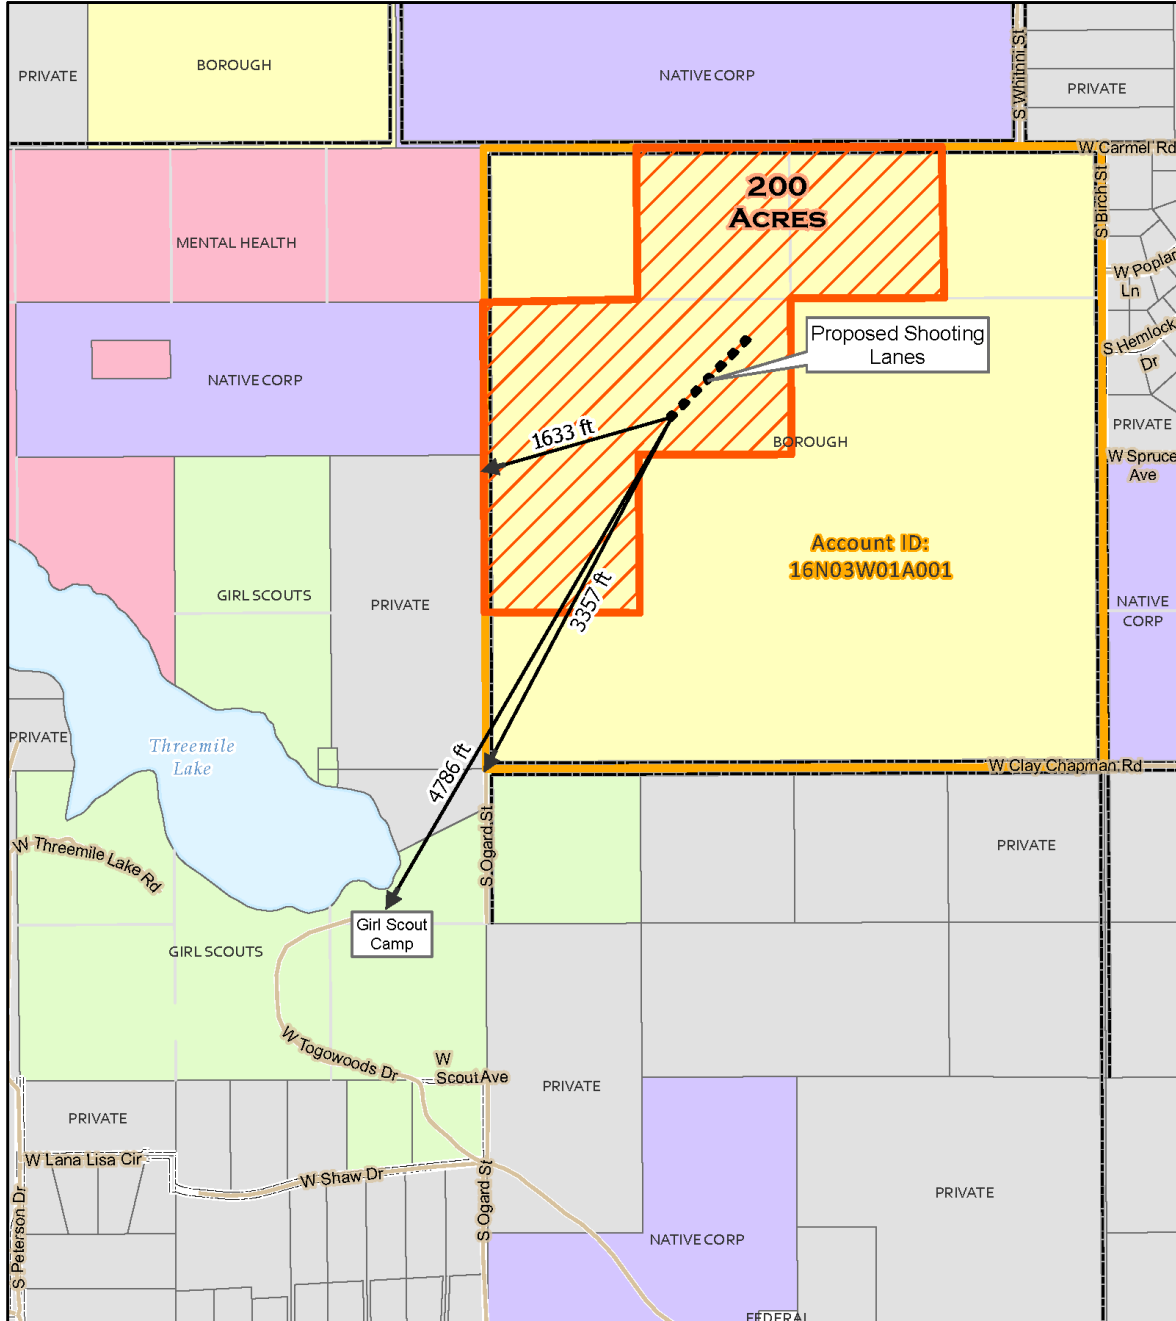 PRIVATE
BOROUGH
NATIVE CORP
S Whitnni St
PRIVATE
W Carmel Rd
S Birch St
200
ACRES
MENTAL HEALTH
W Poplar
Ln
Proposed Shooting
Lanes
S Hemlock
Dr
NATIVE CORP
PRIVATE
1633 ft
BOROUGH
W Spruce
Ave
Account ID:
16N03W01A001
GIRL SCOUTS
PRIVATE
3357 ft
NATIVE
CORP
PRIVATE
Threemile
Lake
4786 ft
W Clay Chapman Rd
S Ogard St
W Threemile Lake Rd
PRIVATE
Girl Scout
Camp
GIRL SCOUTS
W Togowoods Dr
W
Scout Ave
PRIVATE
PRIVATE
W Lana Lisa Cir
W Shaw Dr
S Ogard St
PRIVATE
S Peterson Dr
NATIVE CORP
FEDERAL